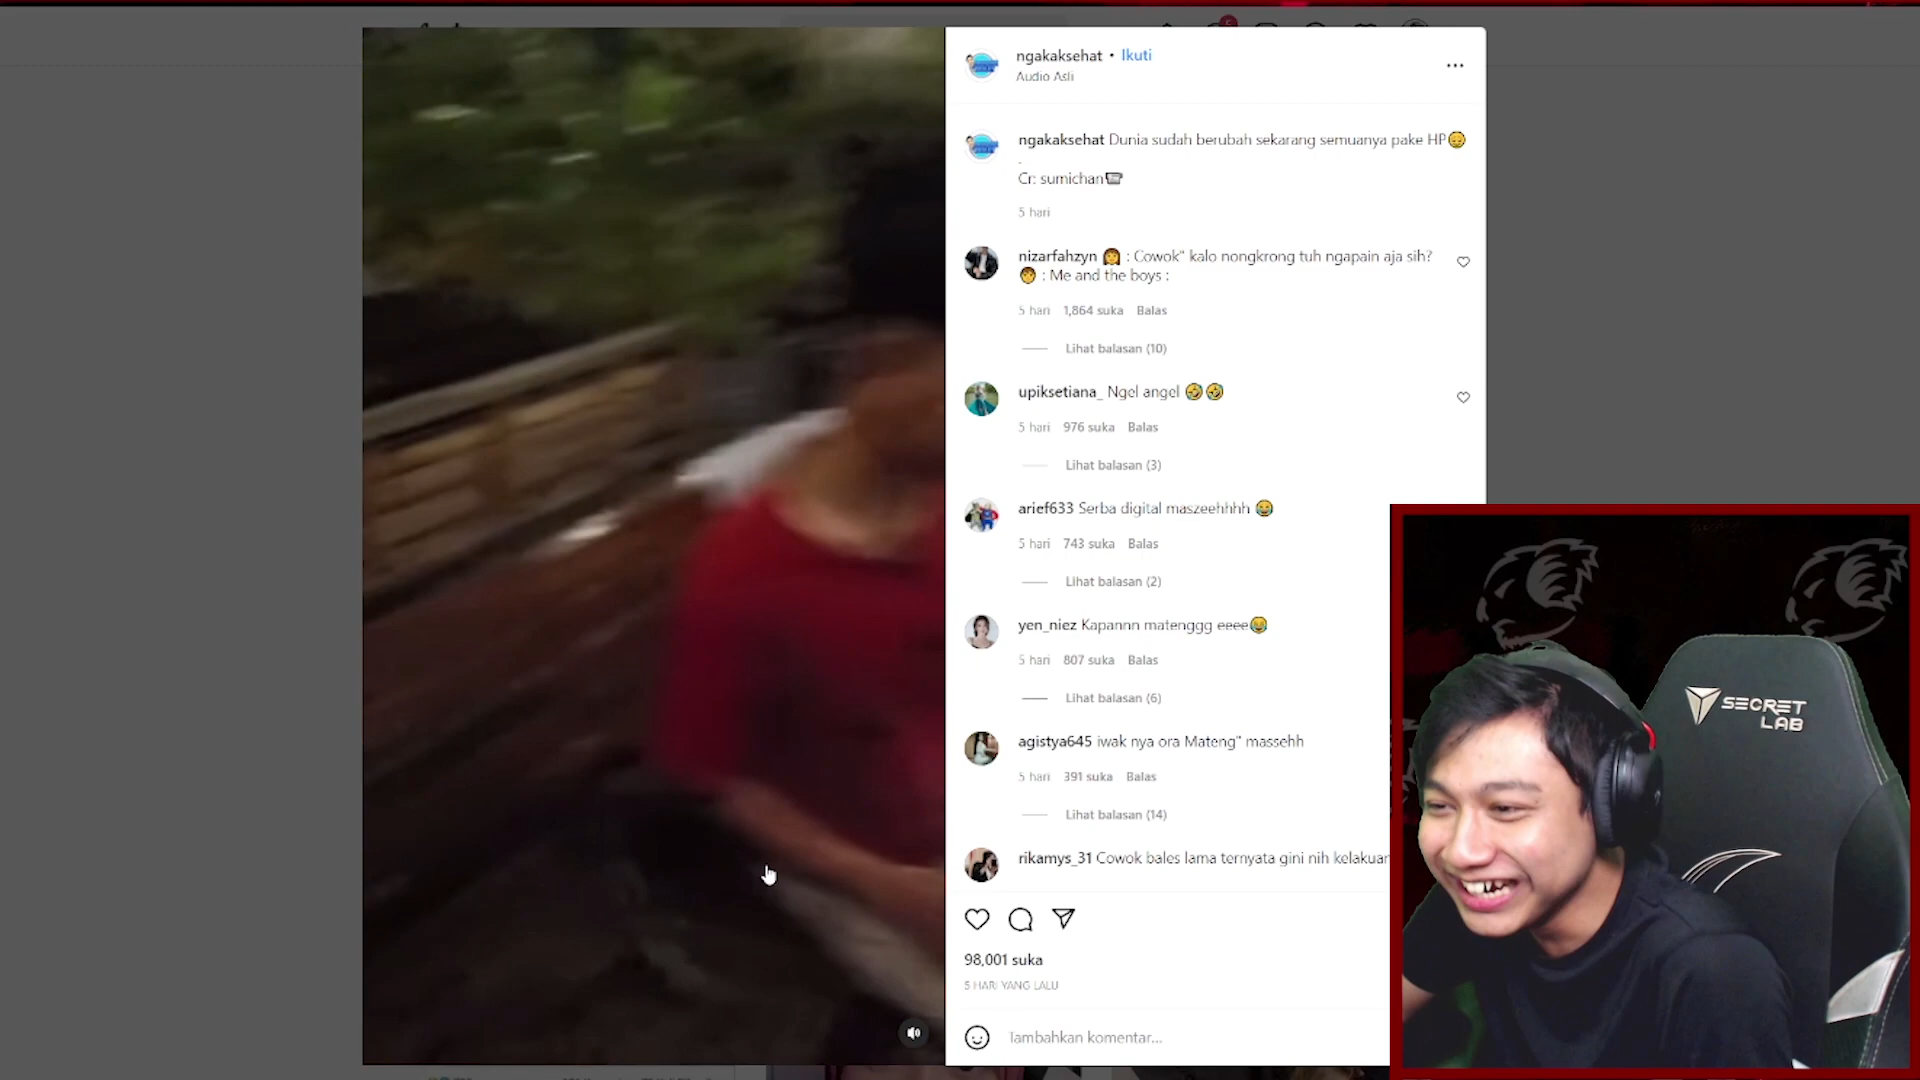 ngakaksehat • Ikuti
Audio Asli
ngakaksehat Dunia sudah berubah sekarang semuanya pake HP😔
.
Cr: sumichan📹
5 hari
nizarfahzyn 👩 : Cowok" kalo nongkrong tuh ngapain aja sih?
🧑 : Me and the boys :
5 hari 1,864 suka Balas
Lihat balasan (10)
upiksetiana_ Ngel angel 🤣🤣
5 hari 976 suka Balas
Lihat balasan (3)
arief633 Serba digital maszeehhhh 😂
5 hari 743 suka Balas
Lihat balasan (2)
yen_niez Kapannn matenggg eeee😂
5 hari 807 suka Balas
Lihat balasan (6)
agistya645 iwak nya ora Mateng" massehh
5 hari 391 suka Balas
Lihat balasan (14)
rikamys_31 Cowok bales lama ternyata gini nih kelakuan
98,001 suka
5 HARI YANG LALU
Tambahkan komentar...
SECRET
LAB